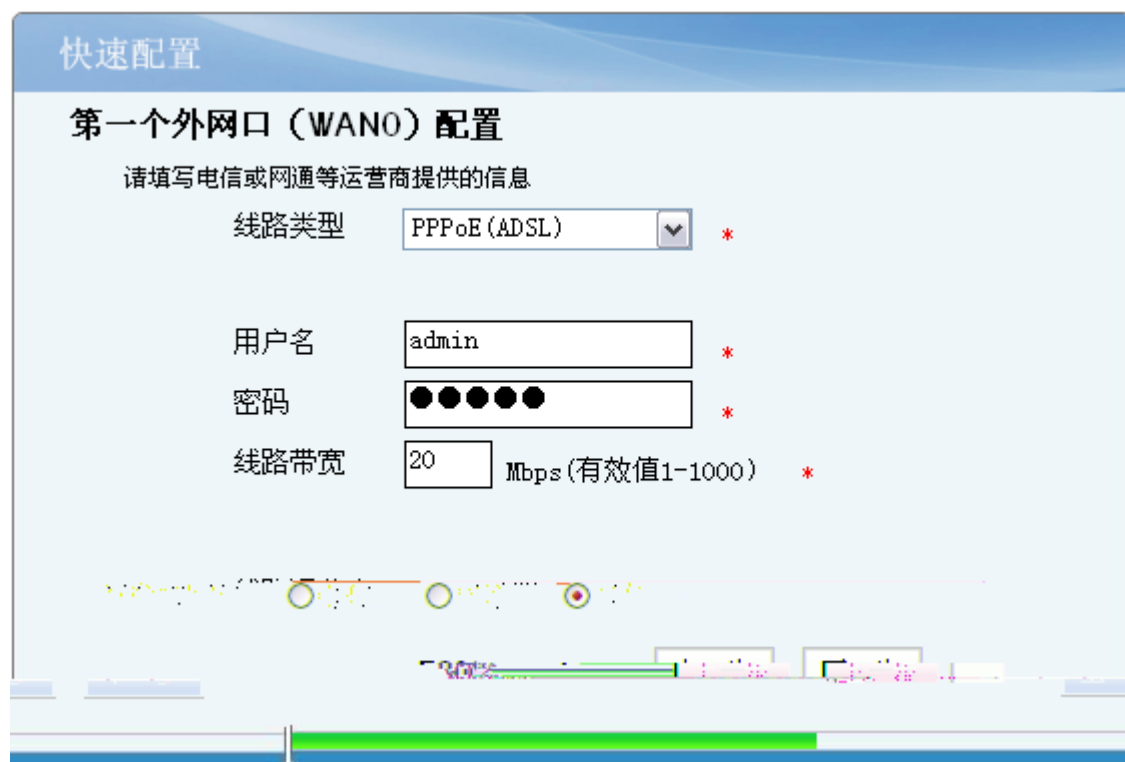 快速配置
第一个外网口（WAN0）配置
请填写电信或网通等运营商提供的信息
线路类型 PPPoE(ADSL) *
用户名 admin *
密码 ●●●●● *
线路带宽 20 Mbps(有效值1-1000) *